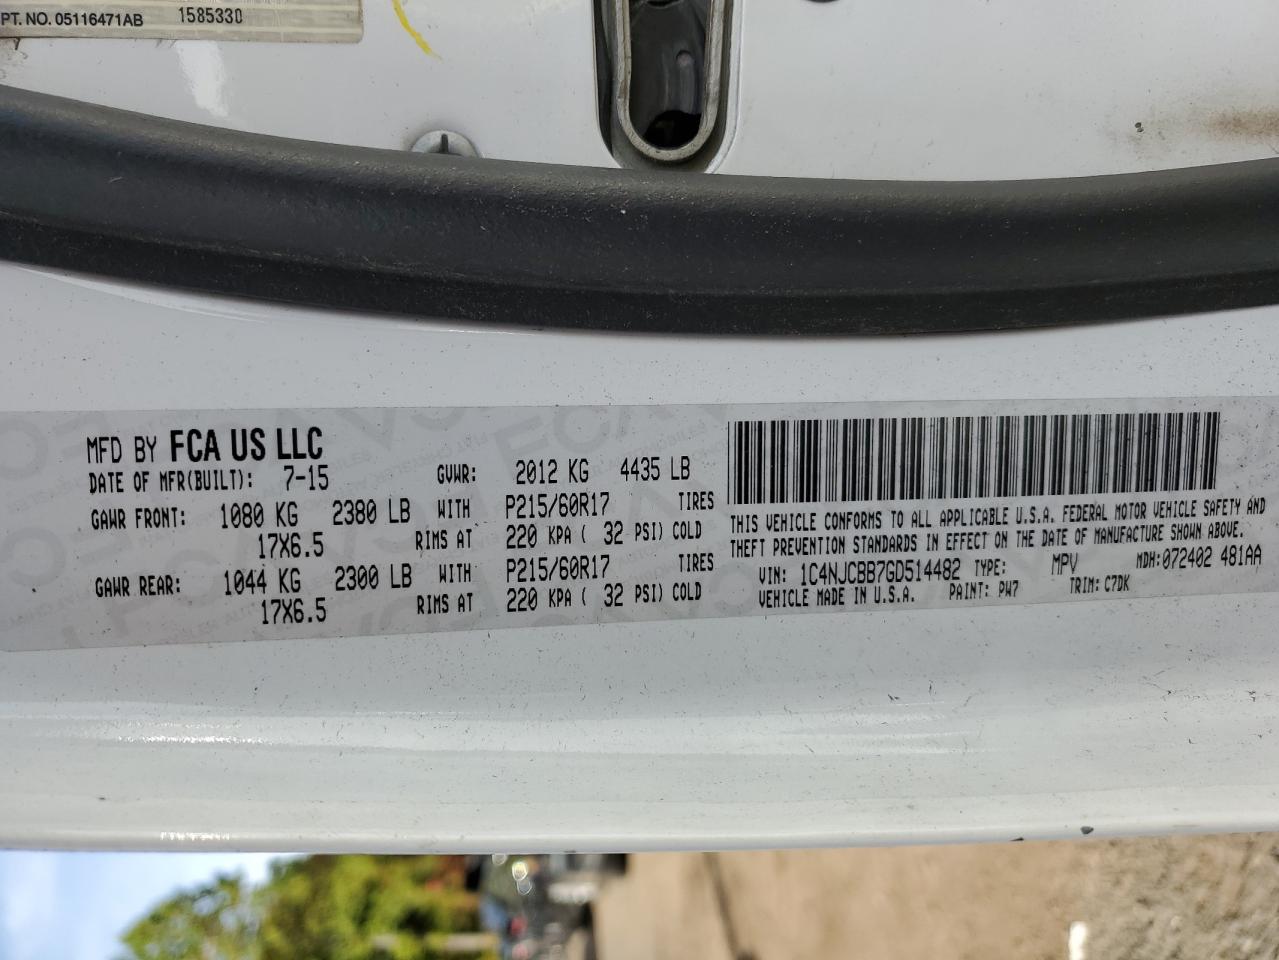 PT. NO. 05116471AB 1585330
MFD BY FCA US LLC
DATE OF MFR(BUILT): 7-15 GVWR: 2012 KG 4435 LB
GAWR FRONT: 1080 KG 2380 LB WITH P215/60R17 TIRES
17X6.5 RIMS AT 220 KPA ( 32 PSI) COLD
GAWR REAR: 1044 KG 2300 LB WITH P215/60R17 TIRES
17X6.5 RIMS AT 220 KPA ( 32 PSI) COLD
THIS VEHICLE CONFORMS TO ALL APPLICABLE U.S.A. FEDERAL MOTOR VEHICLE SAFETY AND
THEFT PREVENTION STANDARDS IN EFFECT ON THE DATE OF MANUFACTURE SHOWN ABOVE.
VIN: 1C4NJCBB7GD514482 TYPE: MPV MDH:072402 481AA
VEHICLE MADE IN U.S.A. PAINT: PW7 TRIM: C7DK